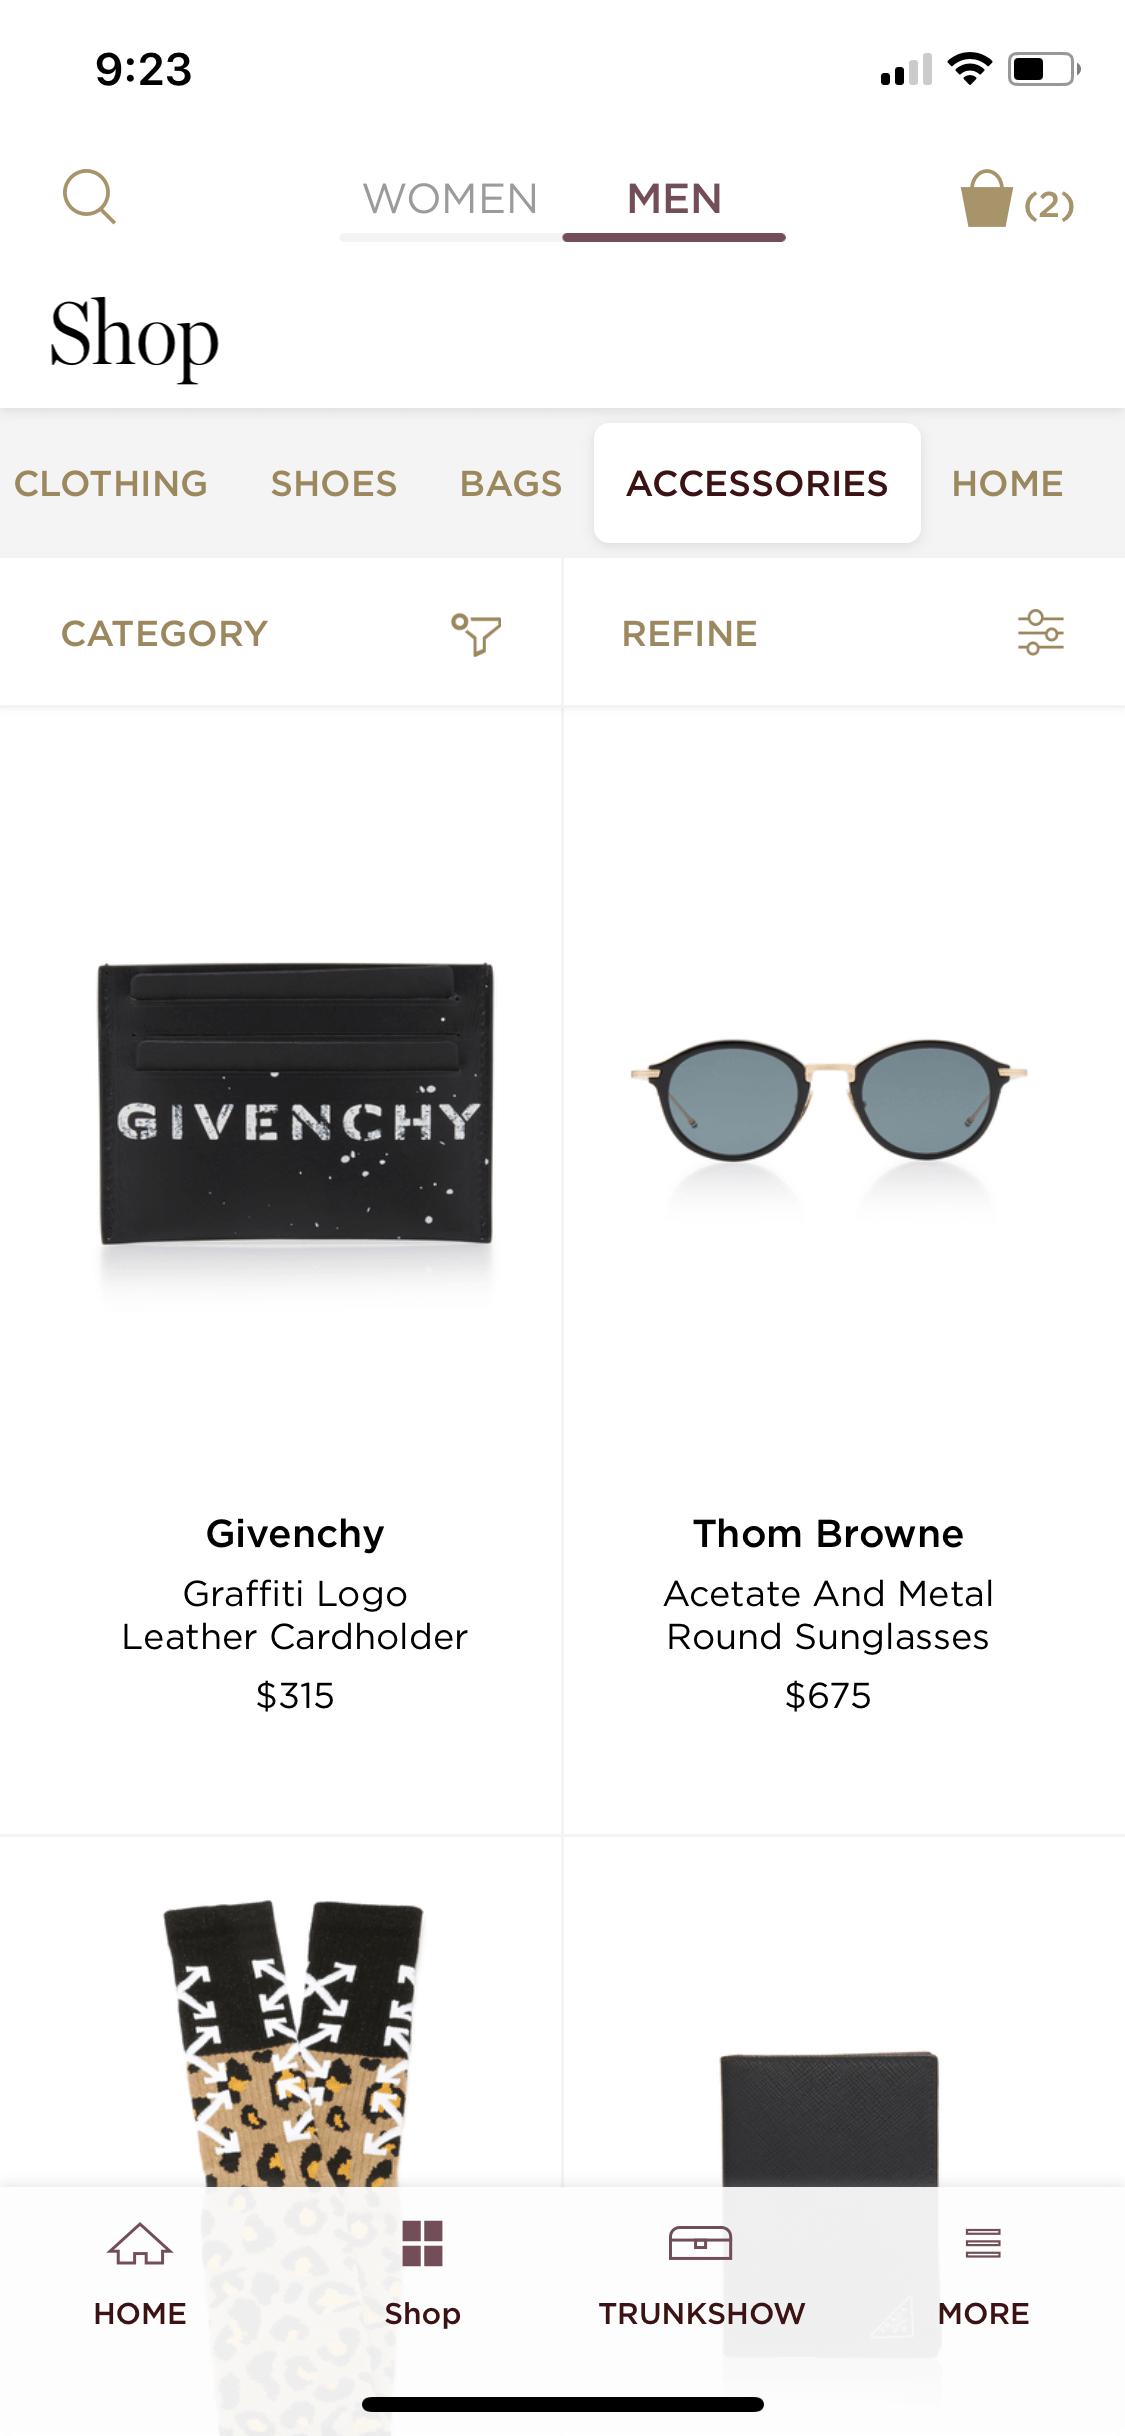 9:23
WOMEN MEN (2)
Shop
CLOTHING SHOES BAGS ACCESSORIES HOME
CATEGORY REFINE
GIVENCHY
Givenchy
Graffiti Logo
Leather Cardholder
$315
Thom Browne
Acetate And Metal
Round Sunglasses
$675
HOME Shop TRUNKSHOW MORE